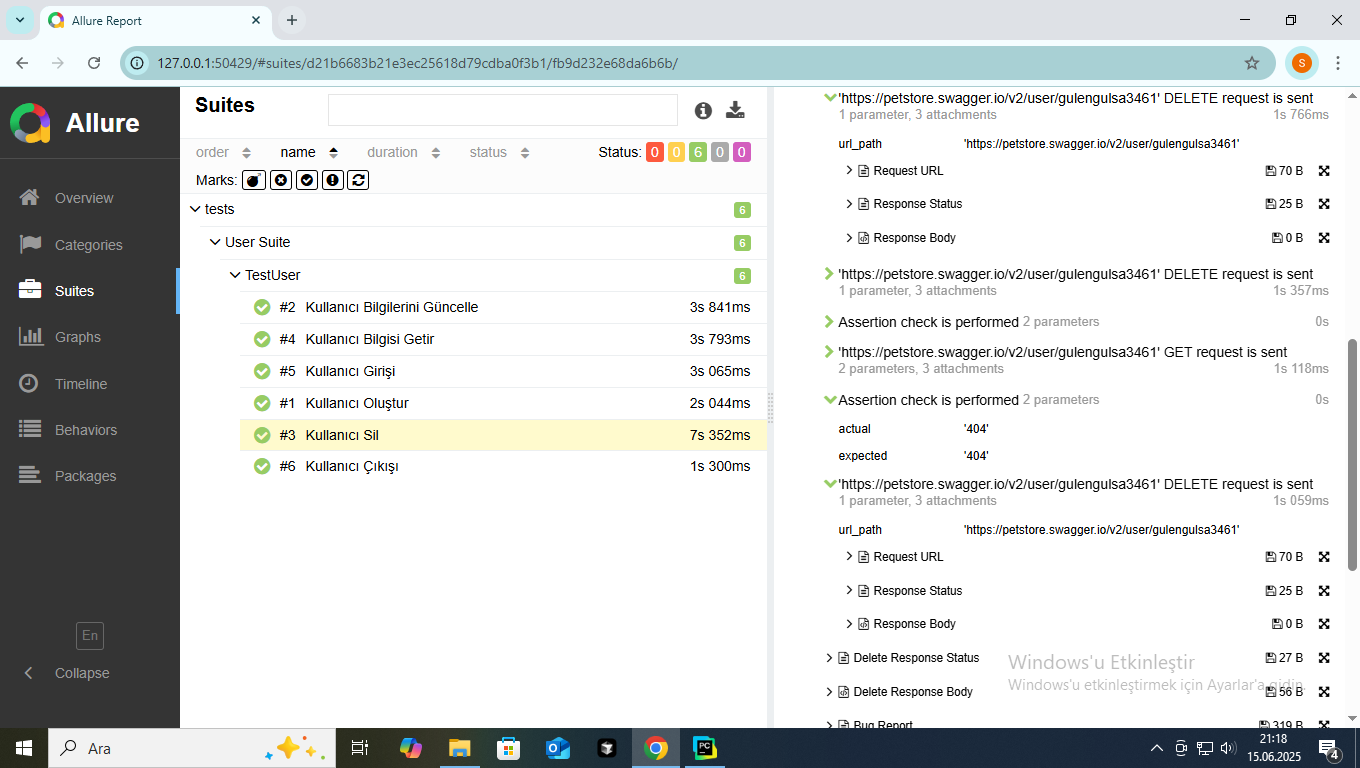 Allure Report
127.0.0.1:50429/#suites/d21b6683b21e3ec25618d79cdba0f3b1/fb9d232e68da6b6b/
S
Allure
Overview
Categories
Suites
Graphs
Timeline
Behaviors
Packages
En
Collapse
Suites
order name duration status Status: 0 0 6 0 0
Marks:
tests 6
User Suite 6
TestUser 6
#2 Kullanıcı Bilgilerini Güncelle 3s 841ms
#4 Kullanıcı Bilgisi Getir 3s 793ms
#5 Kullanıcı Girişi 3s 065ms
#1 Kullanıcı Oluştur 2s 044ms
#3 Kullanıcı Sil 7s 352ms
#6 Kullanıcı Çıkışı 1s 300ms
'https://petstore.swagger.io/v2/user/gulengulsa3461' DELETE request is sent
1 parameter, 3 attachments 1s 766ms
url_path 'https://petstore.swagger.io/v2/user/gulengulsa3461'
Request URL 70 B
Response Status 25 B
Response Body 0 B
'https://petstore.swagger.io/v2/user/gulengulsa3461' DELETE request is sent
1 parameter, 3 attachments 1s 357ms
Assertion check is performed 2 parameters 0s
'https://petstore.swagger.io/v2/user/gulengulsa3461' GET request is sent
2 parameters, 3 attachments 1s 118ms
Assertion check is performed 2 parameters 0s
actual '404'
expected '404'
'https://petstore.swagger.io/v2/user/gulengulsa3461' DELETE request is sent
1 parameter, 3 attachments 1s 059ms
url_path 'https://petstore.swagger.io/v2/user/gulengulsa3461'
Request URL 70 B
Response Status 25 B
Response Body 0 B
Delete Response Status 27 B
Delete Response Body 56 B
Bug Report 319 B
Windows'u Etkinleştir
Windows'u etkinleştirmek için Ayarlar'a gidin.
Ara
PC
21:18
15.06.2025
4